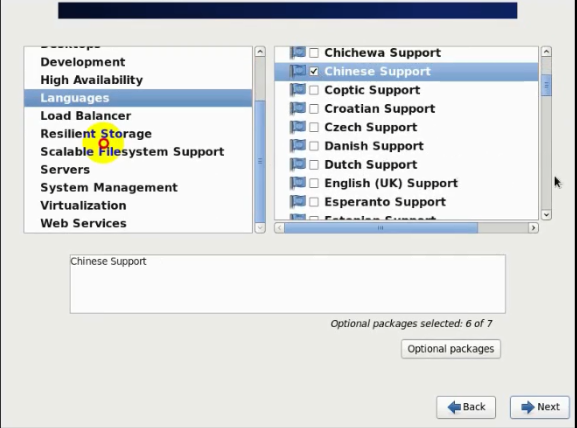 Development
High Availability
Languages
Load Balancer
Resilient Storage
Scalable Filesystem Support
Servers
System Management
Virtualization
Web Services
Chichewa Support
Chinese Support
Coptic Support
Croatian Support
Czech Support
Danish Support
Dutch Support
English (UK) Support
Esperanto Support
Chinese Support
Optional packages selected: 6 of 7
Optional packages
Back
Next